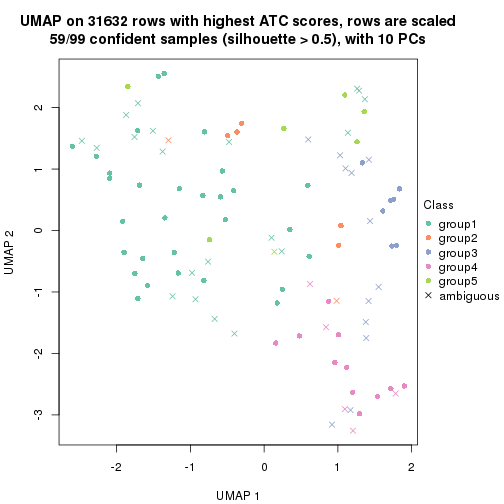 UMAP on 31632 rows with highest ATC scores, rows are scaled
59/99 confident samples (silhouette > 0.5), with 10 PCs
UMAP 2
2
1
0
-1
-2
-3
-2
-1
0
1
2
UMAP 1
Class
group1
group2
group3
group4
group5
ambiguous